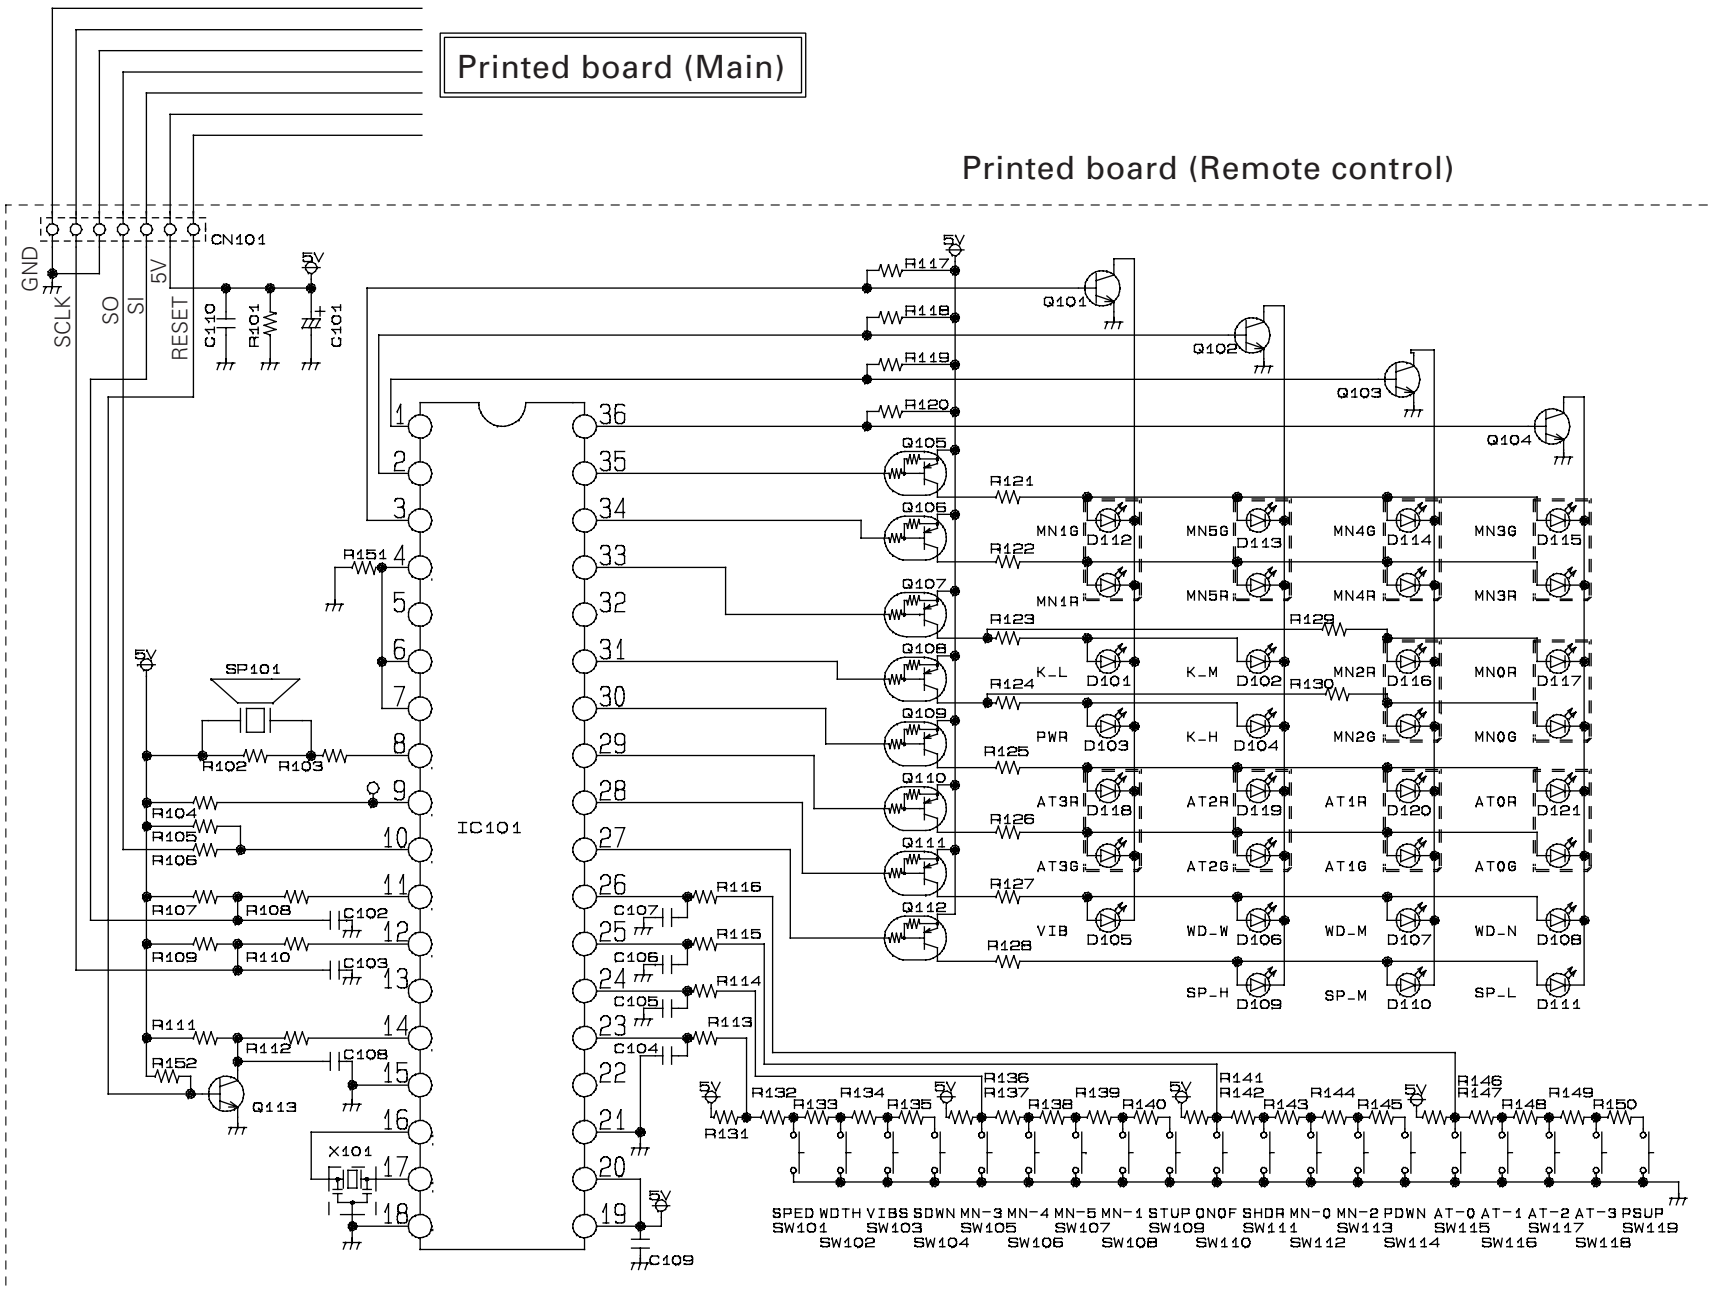 Printed board (Main)
Printed board (Remote control)
CN101
GND
SCLK
SO
SI
5V
RESET
C110
R101
5V
C101
5V
R117
R118
R119
R120
Q101
Q102
Q103
Q104
1
2
3
4
5
6
7
8
9
10
11
12
13
14
15
16
17
18
36
35
34
33
32
31
30
29
28
27
26
25
24
23
22
21
20
19
IC101
R151
5V
SP101
R102
R103
R104
R105
R106
R107
R108
C102
R109
R110
C103
R111
R112
C108
R152
Q113
X101
C107
R116
C106
R115
C105
R114
C104
R113
5V
C109
Q105
Q106
Q107
Q108
Q109
Q110
Q111
Q112
R121
R122
R123
R124
R125
R126
R127
R128
R129
R130
MN1G
D112
MN5G
D113
MN4G
D114
MN3G
D115
MN1R
MN5R
MN4R
MN3R
K_L
D101
K_M
D102
MN2R
D116
MN0R
D117
PWR
D103
K_H
D104
MN2G
MN0G
AT3R
D118
AT2R
D119
AT1R
D120
AT0R
D121
AT3G
AT2G
AT1G
AT0G
VIB
D105
WD_W
D106
WD_M
D107
WD_N
D108
SP_H
D109
SP_M
D110
SP_L
D111
5V
R131
R132
R133
R134
R135
5V
R136
R137
R138
R139
R140
5V
R141
R142
R143
R144
R145
5V
R146
R147
R148
R149
R150
SPED WDTH VIBS SDWN MN-3 MN-4 MN-5 MN-1 STUP ONOF SHDR MN-0 MN-2 PDWN AT-0 AT-1 AT-2 AT-3 PSUP
SW101 SW103 SW105 SW107 SW109 SW111 SW113 SW115 SW117 SW119
SW102 SW104 SW106 SW108 SW110 SW112 SW114 SW116 SW118